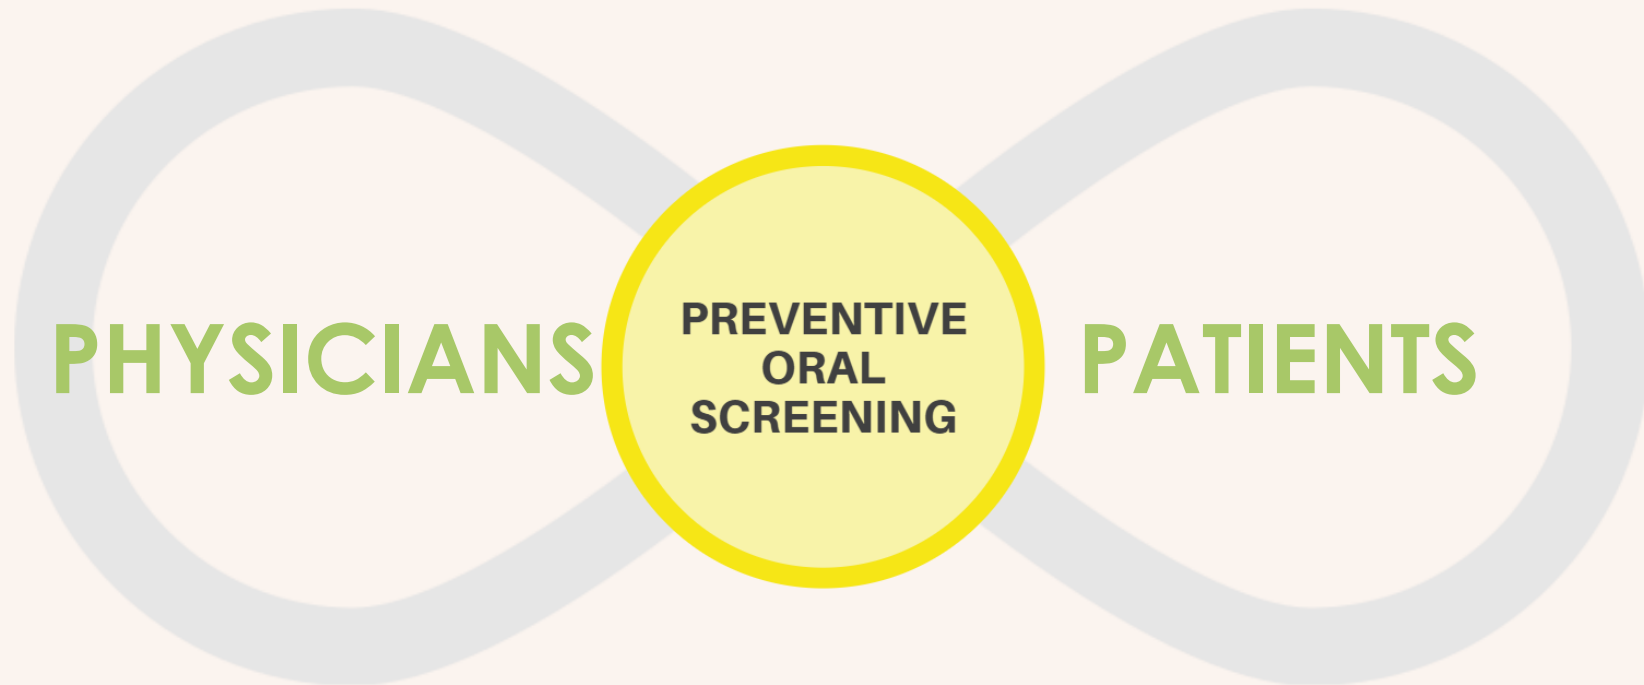 PHYSICIANS
PREVENTIVE
ORAL
SCREENING
PATIENTS